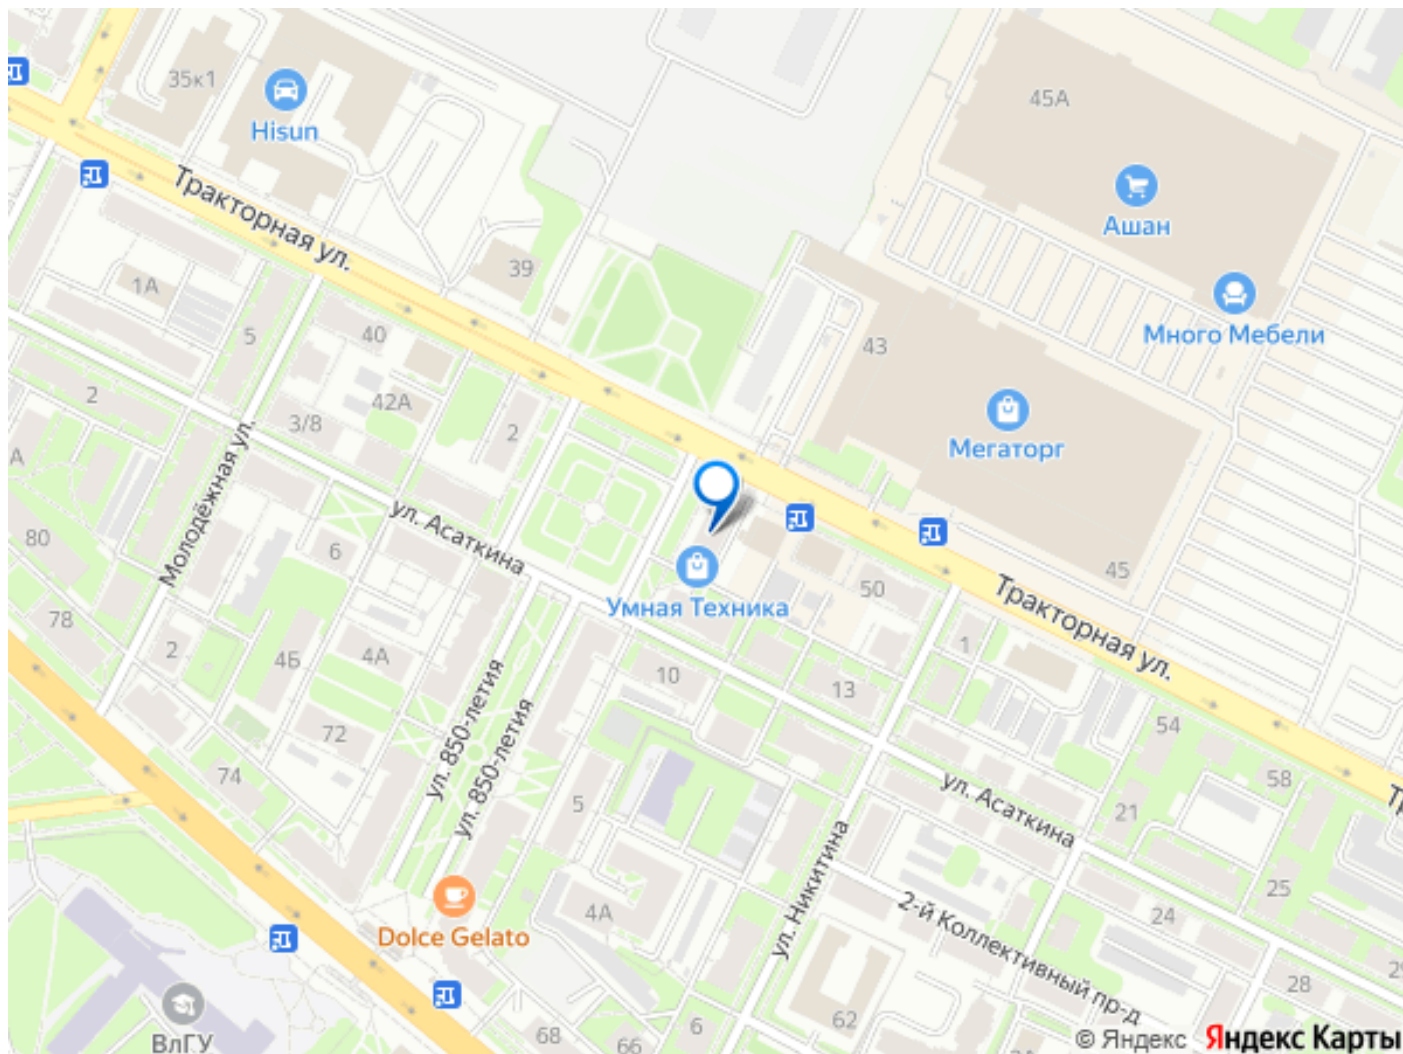 35к1
Hisun
45А
Ашан
Тракторная ул.
39
1А
5
40
43
Много Мебели
2
42А
3/8
2
Мегаторг
А
Молодёжная ул.
ул. Асаткина
80
6
45
50
Умная Техника
Тракторная ул.
78
2
4Б
4А
10
13
1
ул. 850-летия
ул. 850-летия
72
74
54
58
5
ул. Асаткина
21
ул. Никитина
25
Dolce Gelato
4А
2-й Коллективный пр-д
24
28
62
68
66
6
ВлГУ
© Яндекс Яндекс Карты